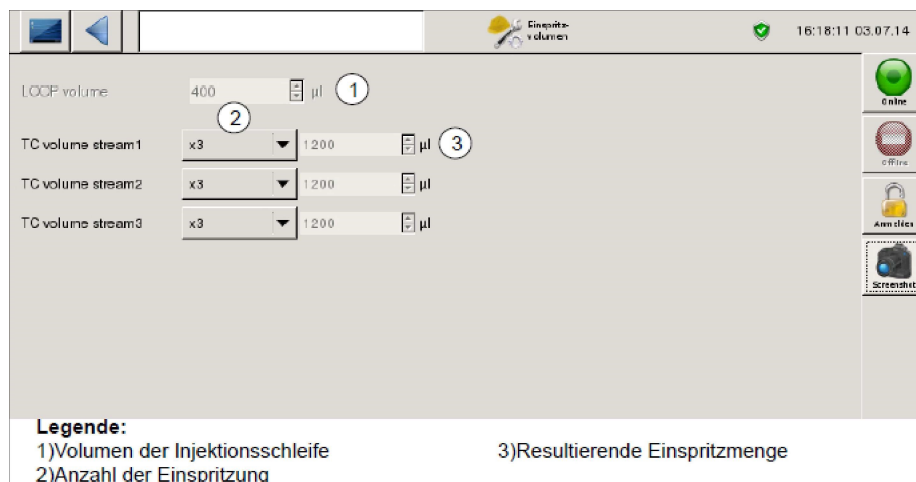 Einspritz-
volumen
16:18:11 03.07.14
LOOP volume 400 µl 1
2
TC volume stream1 x3 1200 µl 3
TC volume stream2 x3 1200 µl
TC volume stream3 x3 1200 µl
Online
Offline
Anmelden
Screenshot
Legende:
1)Volumen der Injektionsschleife
3)Resultierende Einspritzmenge
2)Anzahl der Einspritzung